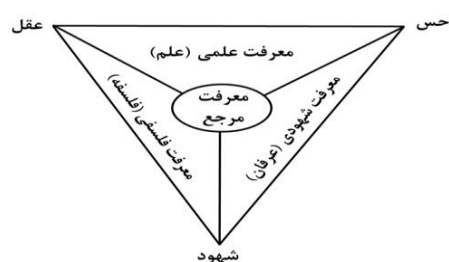 حس
عقل
معرفت علمی (علم)
معرفت
مرجع
معرفت شهودی (عرفان)
معرفت فلسفی (فلسفه)
شهود